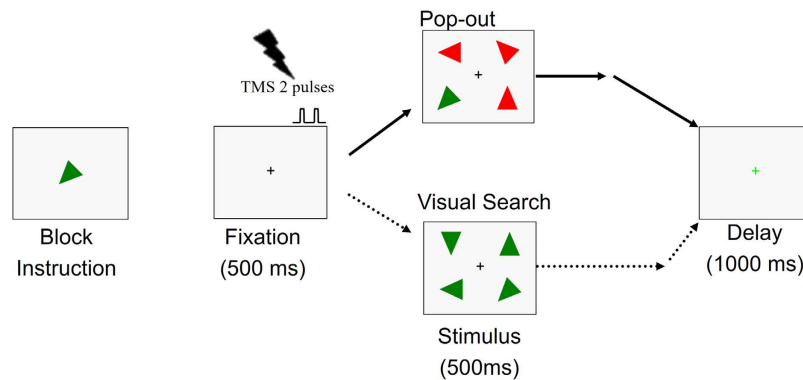 Pop-out
TMS 2 pulses
Block
Instruction
Fixation
(500 ms)
Visual Search
Stimulus
(500ms)
Delay
(1000 ms)